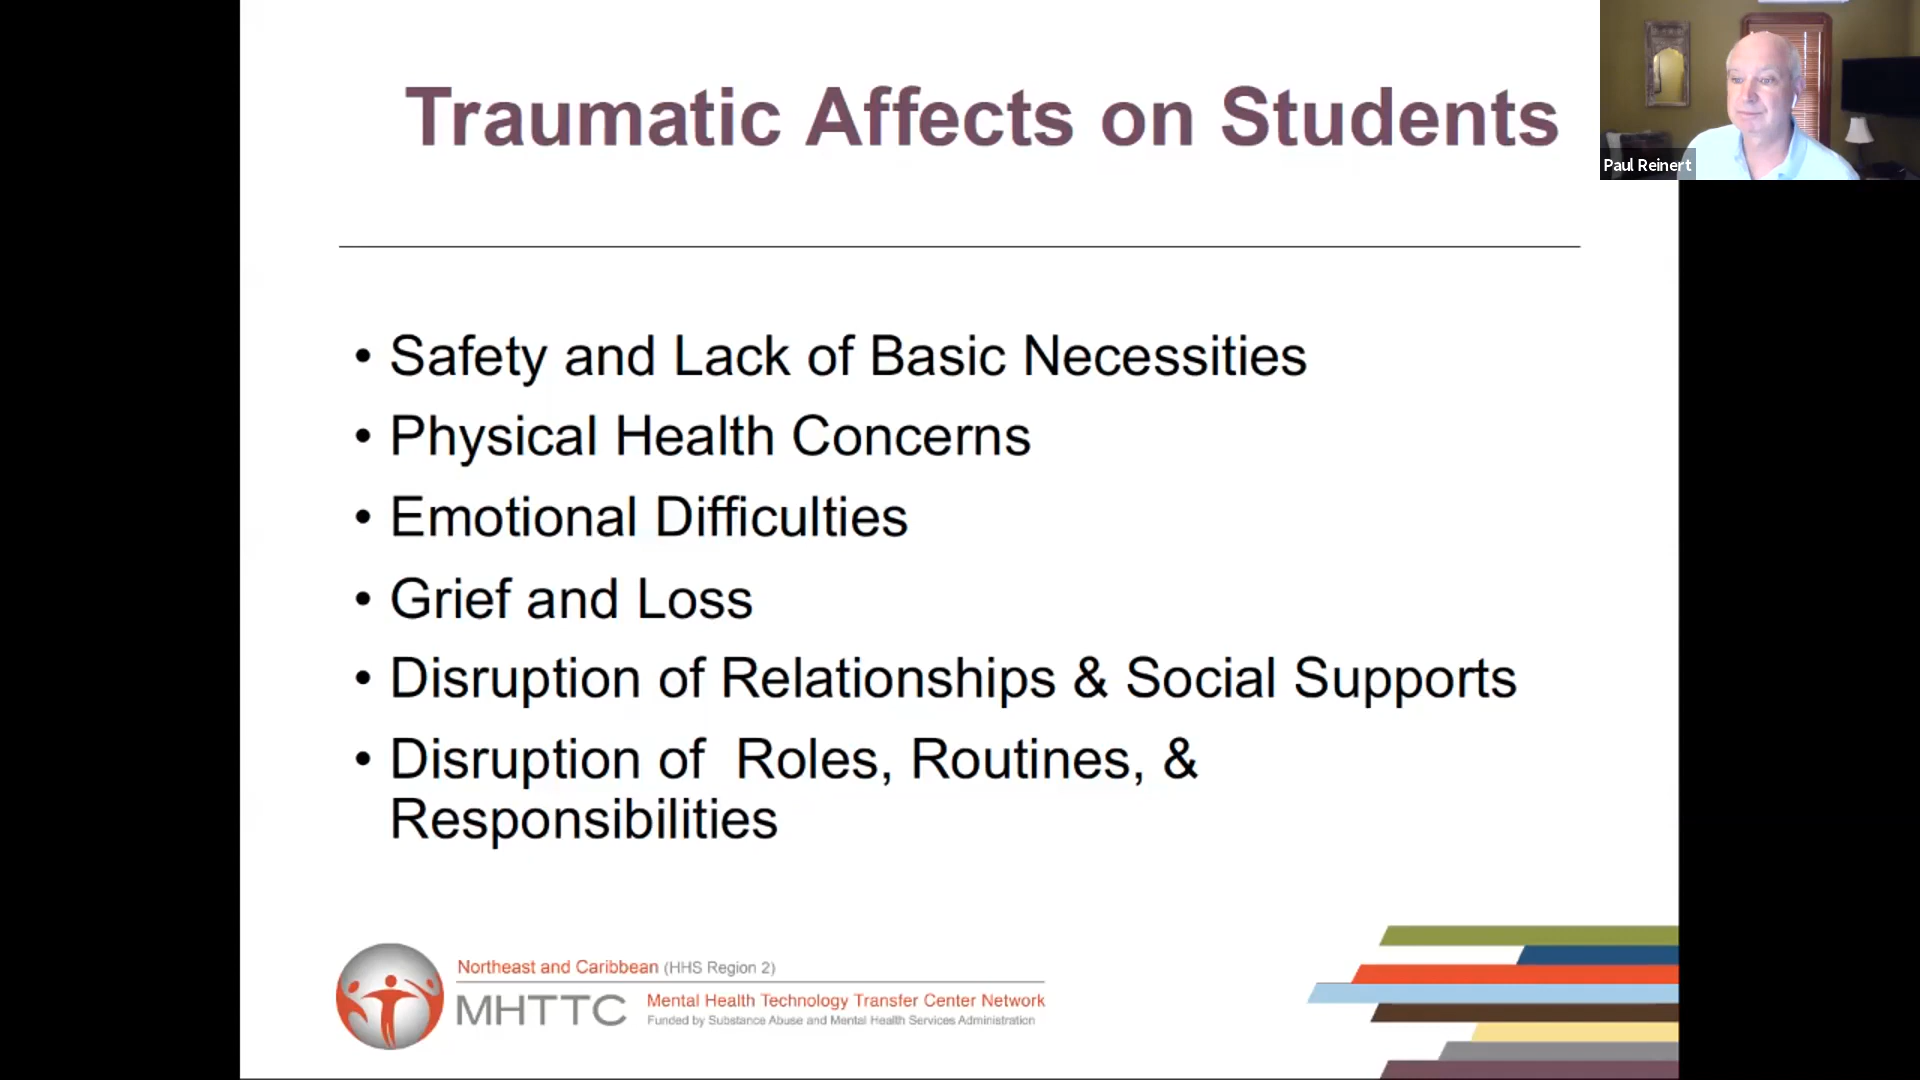 Traumatic Affects on Students
Paul Reinert
• Safety and Lack of Basic Necessities
• Physical Health Concerns
• Emotional Difficulties
• Grief and Loss
• Disruption of Relationships & Social Supports
• Disruption of  Roles, Routines, &
Responsibilities
Northeast and Caribbean (HHS Region 2)
MHTTC
Mental Health Technology Transfer Center Network
Funded by Substance Abuse and Mental Health Services Administration